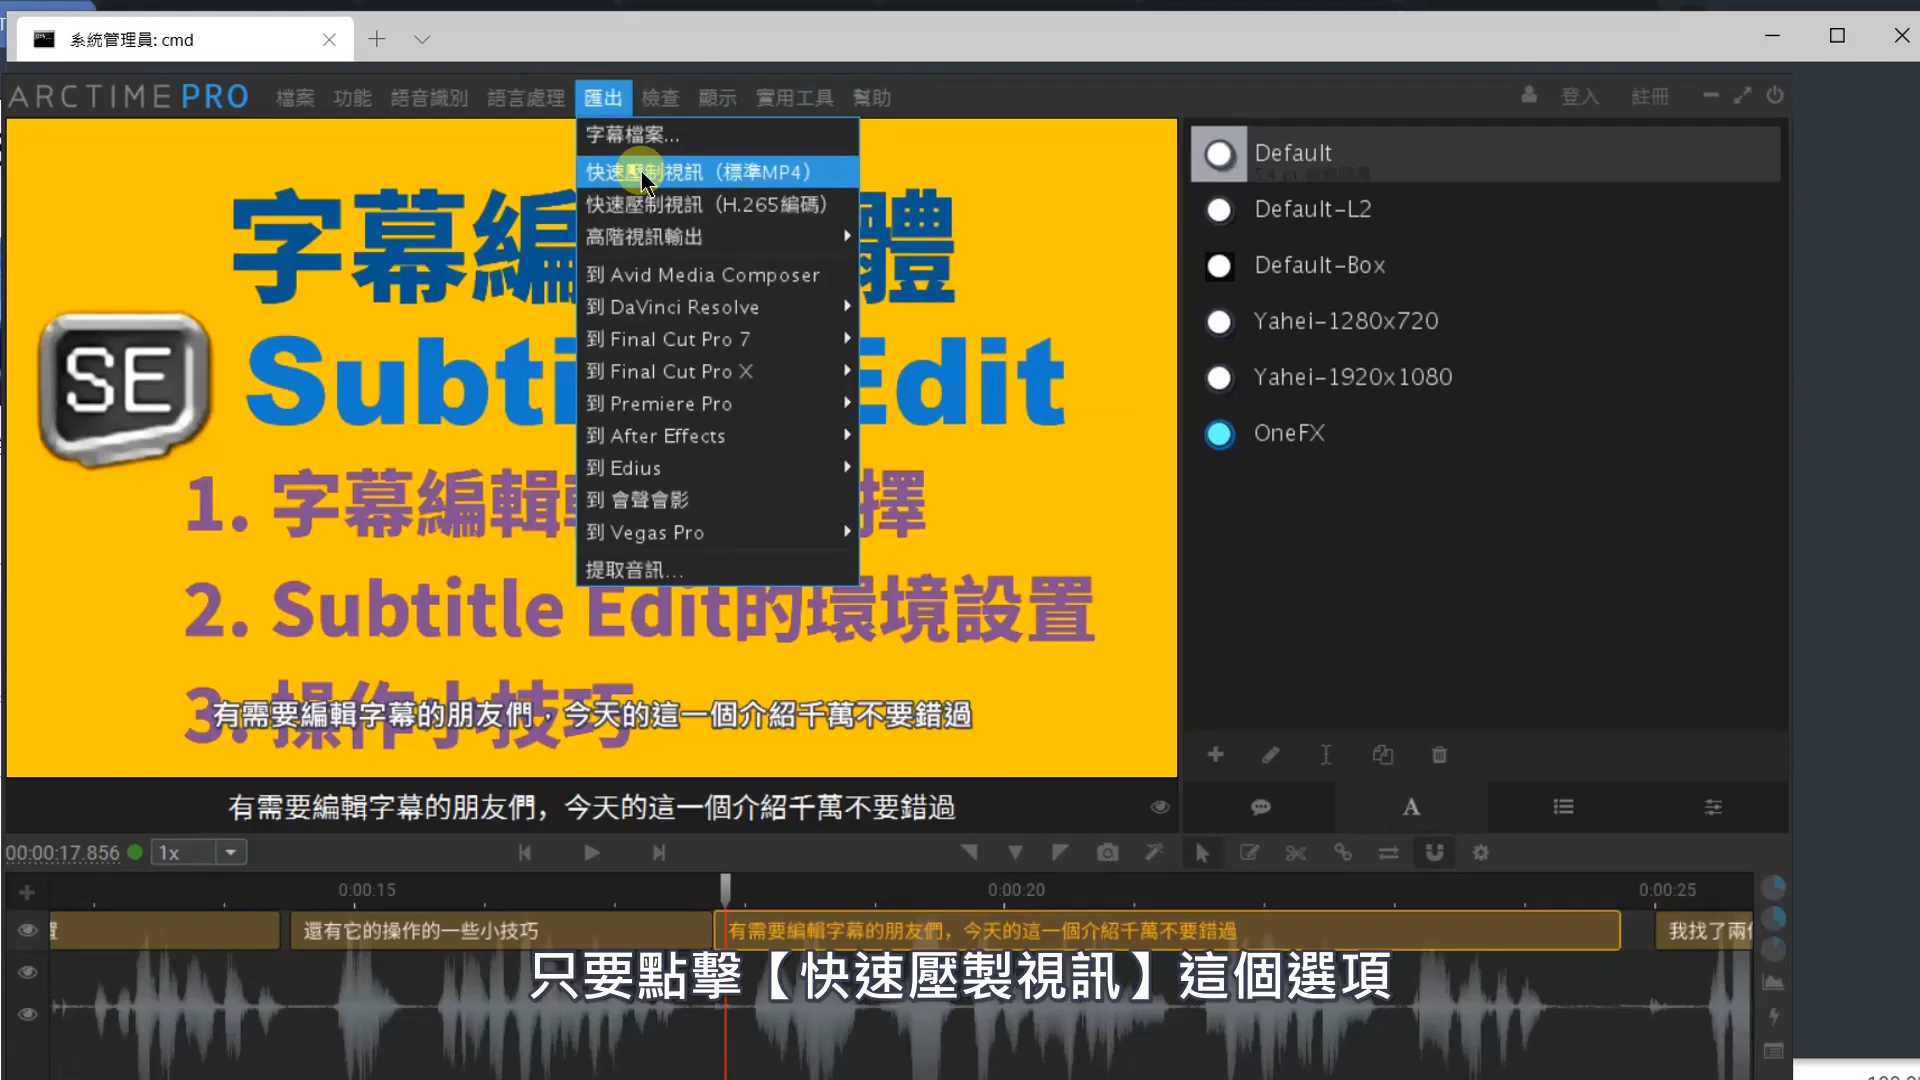 系統管理員: cmd
ARCTIME PRO 檔案 功能 語音識別 語言處理 匯出 檢查 顯示 實用工具 幫助 登入 註冊
字幕檔案...
快速壓制視訊（標準MP4）
快速壓制視訊（H.265編碼）
高階視訊輸出
到 Avid Media Composer
到 DaVinci Resolve
到 Final Cut Pro 7
到 Final Cut Pro X
到 Premiere Pro
到 After Effects
到 Edius
到 會聲會影
到 Vegas Pro
提取音訊...
字幕編 體
SE Subti Edit
1. 字幕編輯 擇
2. Subtitle Edit的環境設置
3. 操作小技巧
有需要編輯字幕的朋友們，今天的這一個介紹千萬不要錯過
有需要編輯字幕的朋友們，今天的這一個介紹千萬不要錯過
Default
Default-L2
Default-Box
Yahei-1280x720
Yahei-1920x1080
OneFX
A
00:00:17.856 1x
0:00:15 0:00:20 0:00:25
置 還有它的操作的一些小技巧 有需要編輯字幕的朋友們，今天的這一個介紹千萬不要錯過 我找了兩
只要點擊【快速壓製視訊】這個選項